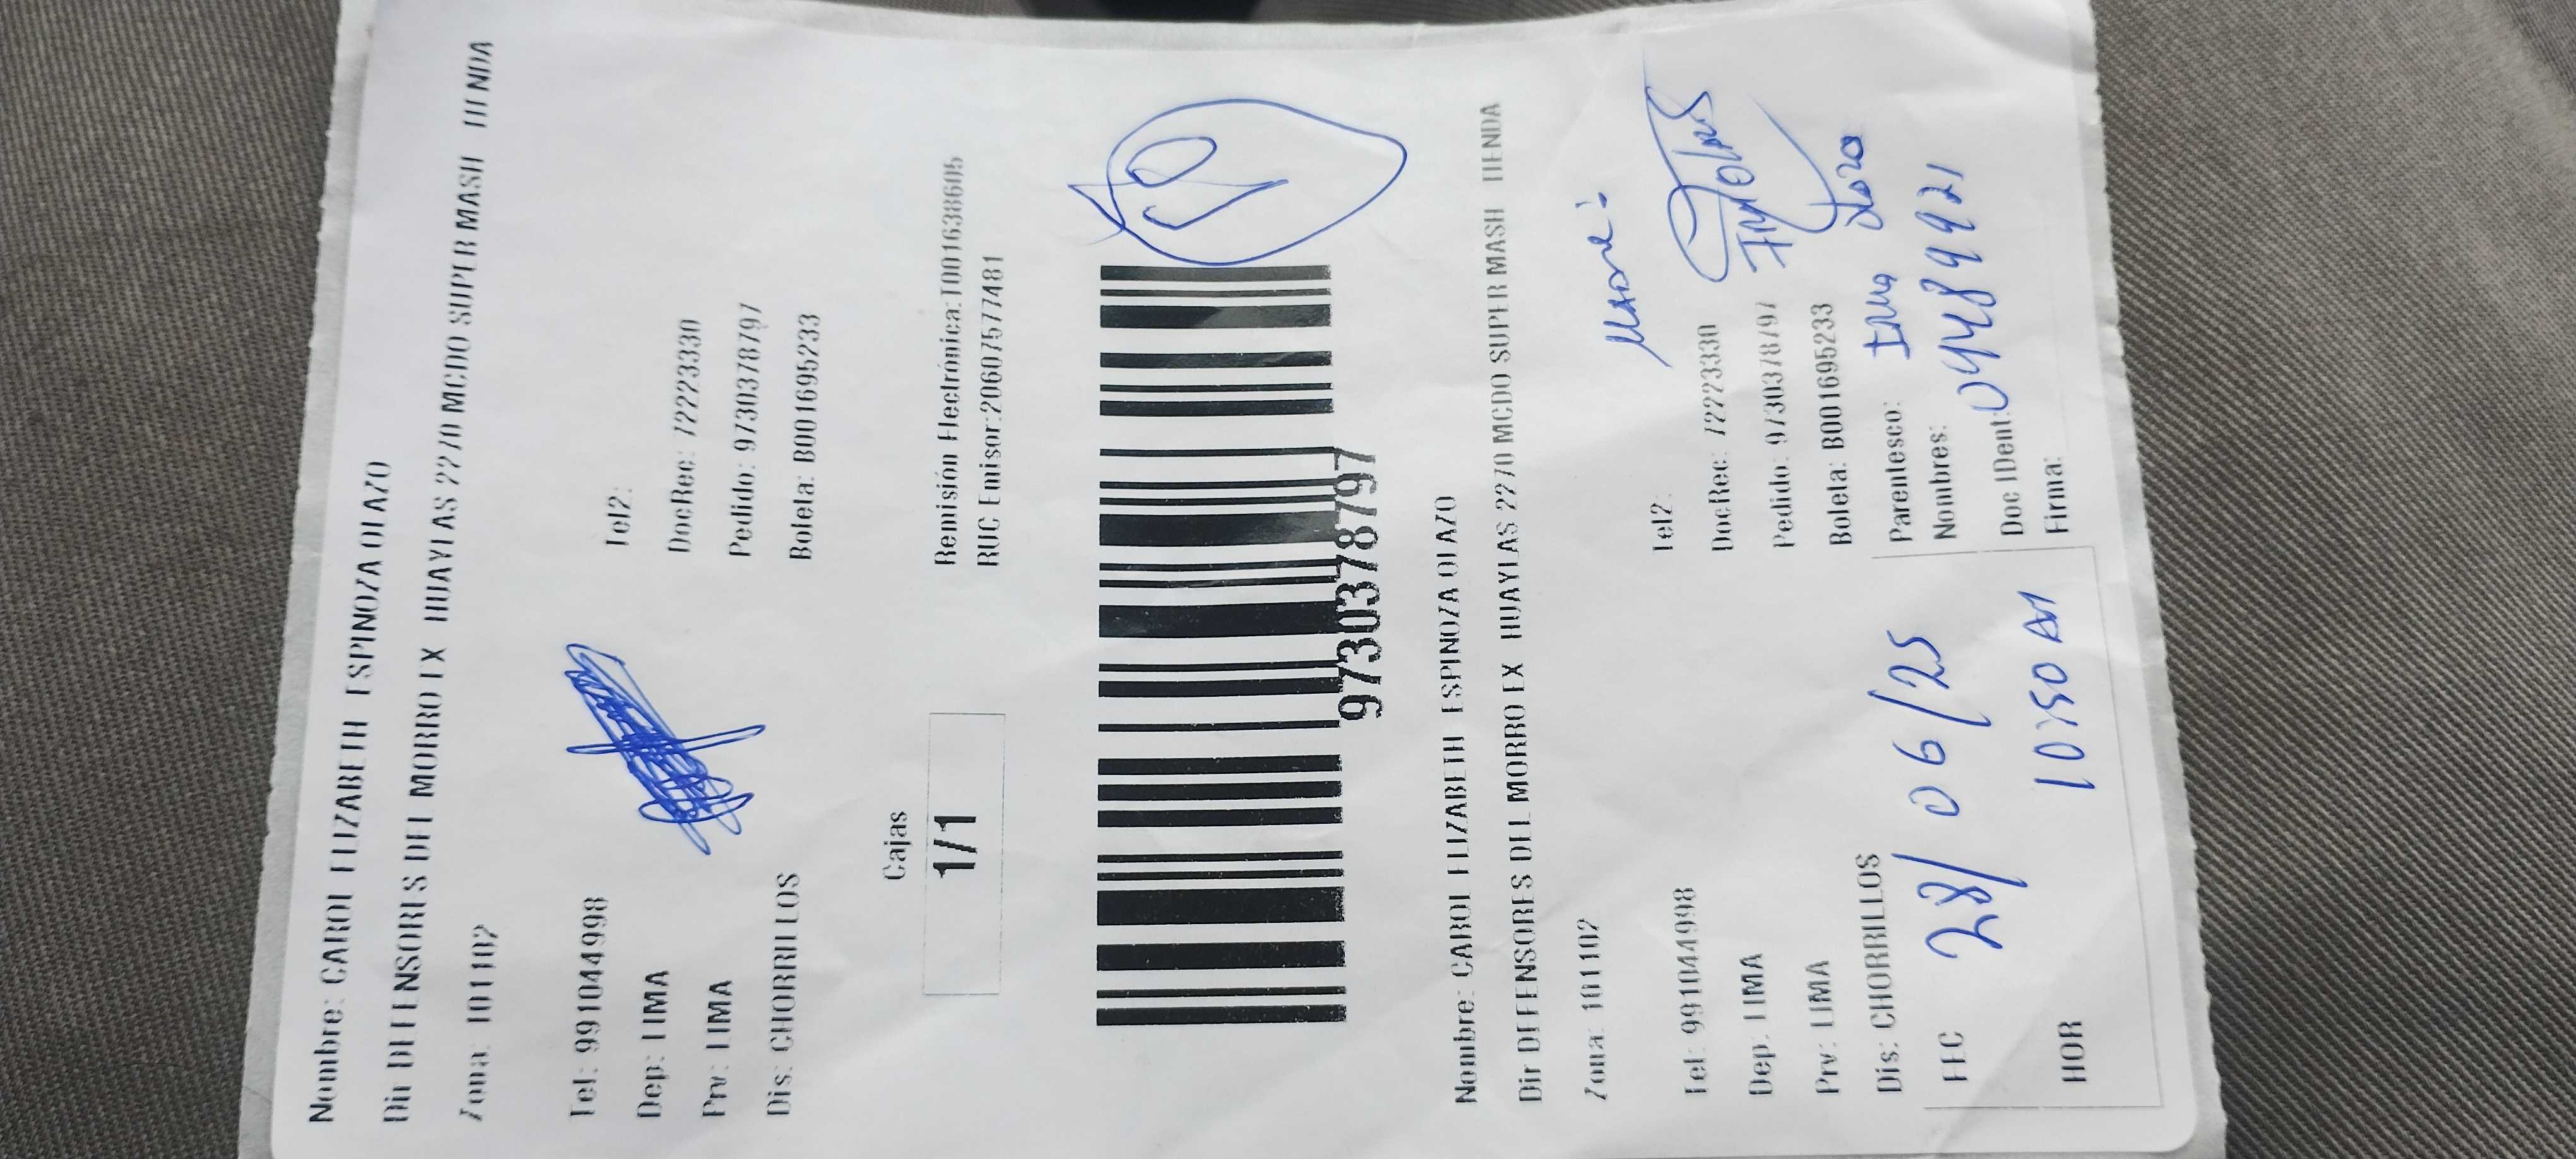 Nombre: CAROL ELIZABETH ESPINOZA OLAZO
Dir DEFENSORES DEL MORRO EX HUAYLAS 2270 MCDO SUPER MASH TIENDA
Zona: 101102
Tel: 991044998 Tel2:
Dep: LIMA DocRec: 72223330
Prv: LIMA Pedido: 9730378797
Dis: CHORRILLOS Boleta: B001695233
Cajas
1/1
Remisión Electrónica:T001638605
RUC Emisor:20607577481
9730378797
Nombre: CAROL ELIZABETH ESPINOZA OLAZO
Dir DEFENSORES DEL MORRO EX HUAYLAS 2270 MCDO SUPER MASH TIENDA
Zona: 101102
Tel: 991044998 Tel2:
Dep: LIMA DocRec: 72223330
Prv: LIMA Pedido: 9730378797
Dis: CHORRILLOS Boleta: B001695233
FEC 28/06/25
HOR 10:50 AM
Parentesco:
Nombres: Irma
Doc IDent:
Firma: